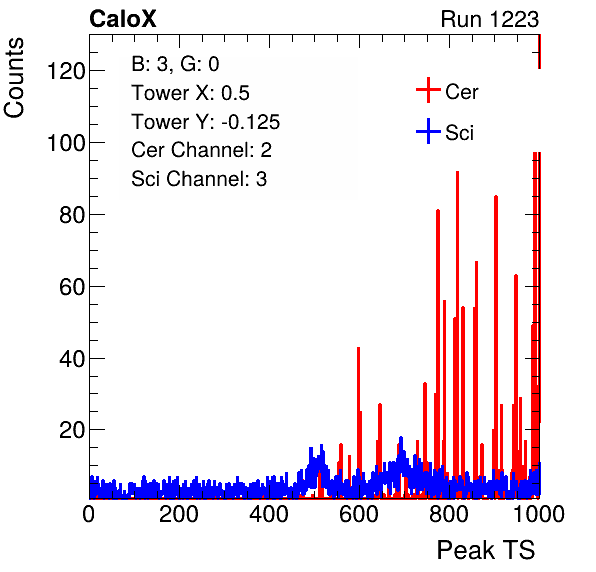 CaloX
Run 1223
Counts
B: 3, G: 0
Tower X: 0.5
Tower Y: -0.125
Cer Channel: 2
Sci Channel: 3
Cer
Sci
120
100
80
60
40
20
0 200 400 600 800 1000
Peak TS